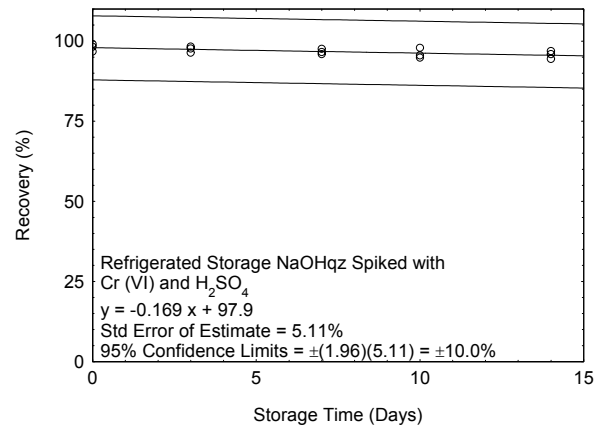 100
75
50
25
0
Recovery (%)
Refrigerated Storage NaOHqz Spiked with
Cr (VI) and H₂SO₄
y = -0.169 x + 97.9
Std Error of Estimate = 5.11%
95% Confidence Limits = ±(1.96)(5.11) = ±10.0%
0 5 10 15
Storage Time (Days)